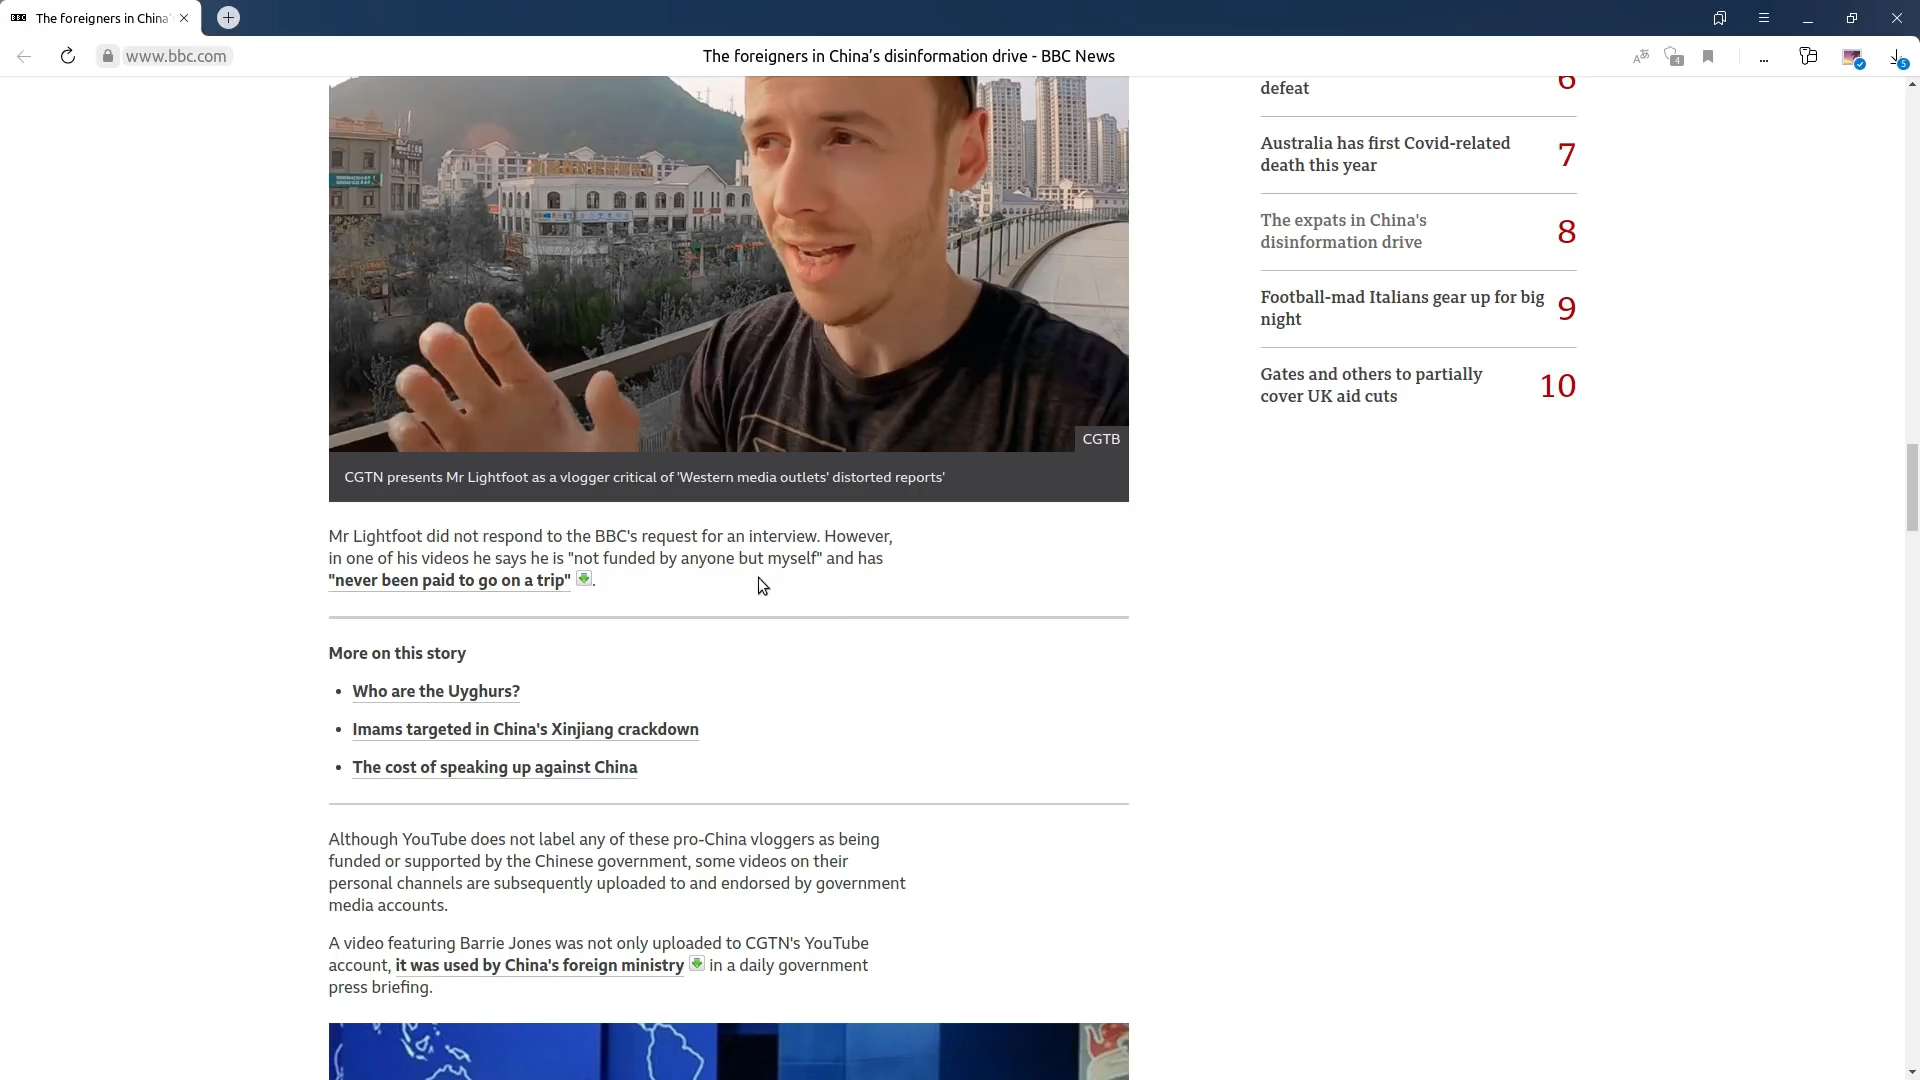 The foreigners in China'
www.bbc.com
The foreigners in China’s disinformation drive - BBC News
4
...
5
defeat
6
Australia has first Covid-related
death this year
7
The expats in China's
disinformation drive
8
Football-mad Italians gear up for big
night
9
Gates and others to partially
cover UK aid cuts
10
CGTB
CGTN presents Mr Lightfoot as a vlogger critical of 'Western media outlets' distorted reports'
Mr Lightfoot did not respond to the BBC's request for an interview. However,
in one of his videos he says he is "not funded by anyone but myself" and has
"never been paid to go on a trip" .
More on this story
• Who are the Uyghurs?
• Imams targeted in China's Xinjiang crackdown
• The cost of speaking up against China
Although YouTube does not label any of these pro-China vloggers as being
funded or supported by the Chinese government, some videos on their
personal channels are subsequently uploaded to and endorsed by government
media accounts.
A video featuring Barrie Jones was not only uploaded to CGTN's YouTube
account, it was used by China's foreign ministry in a daily government
press briefing.